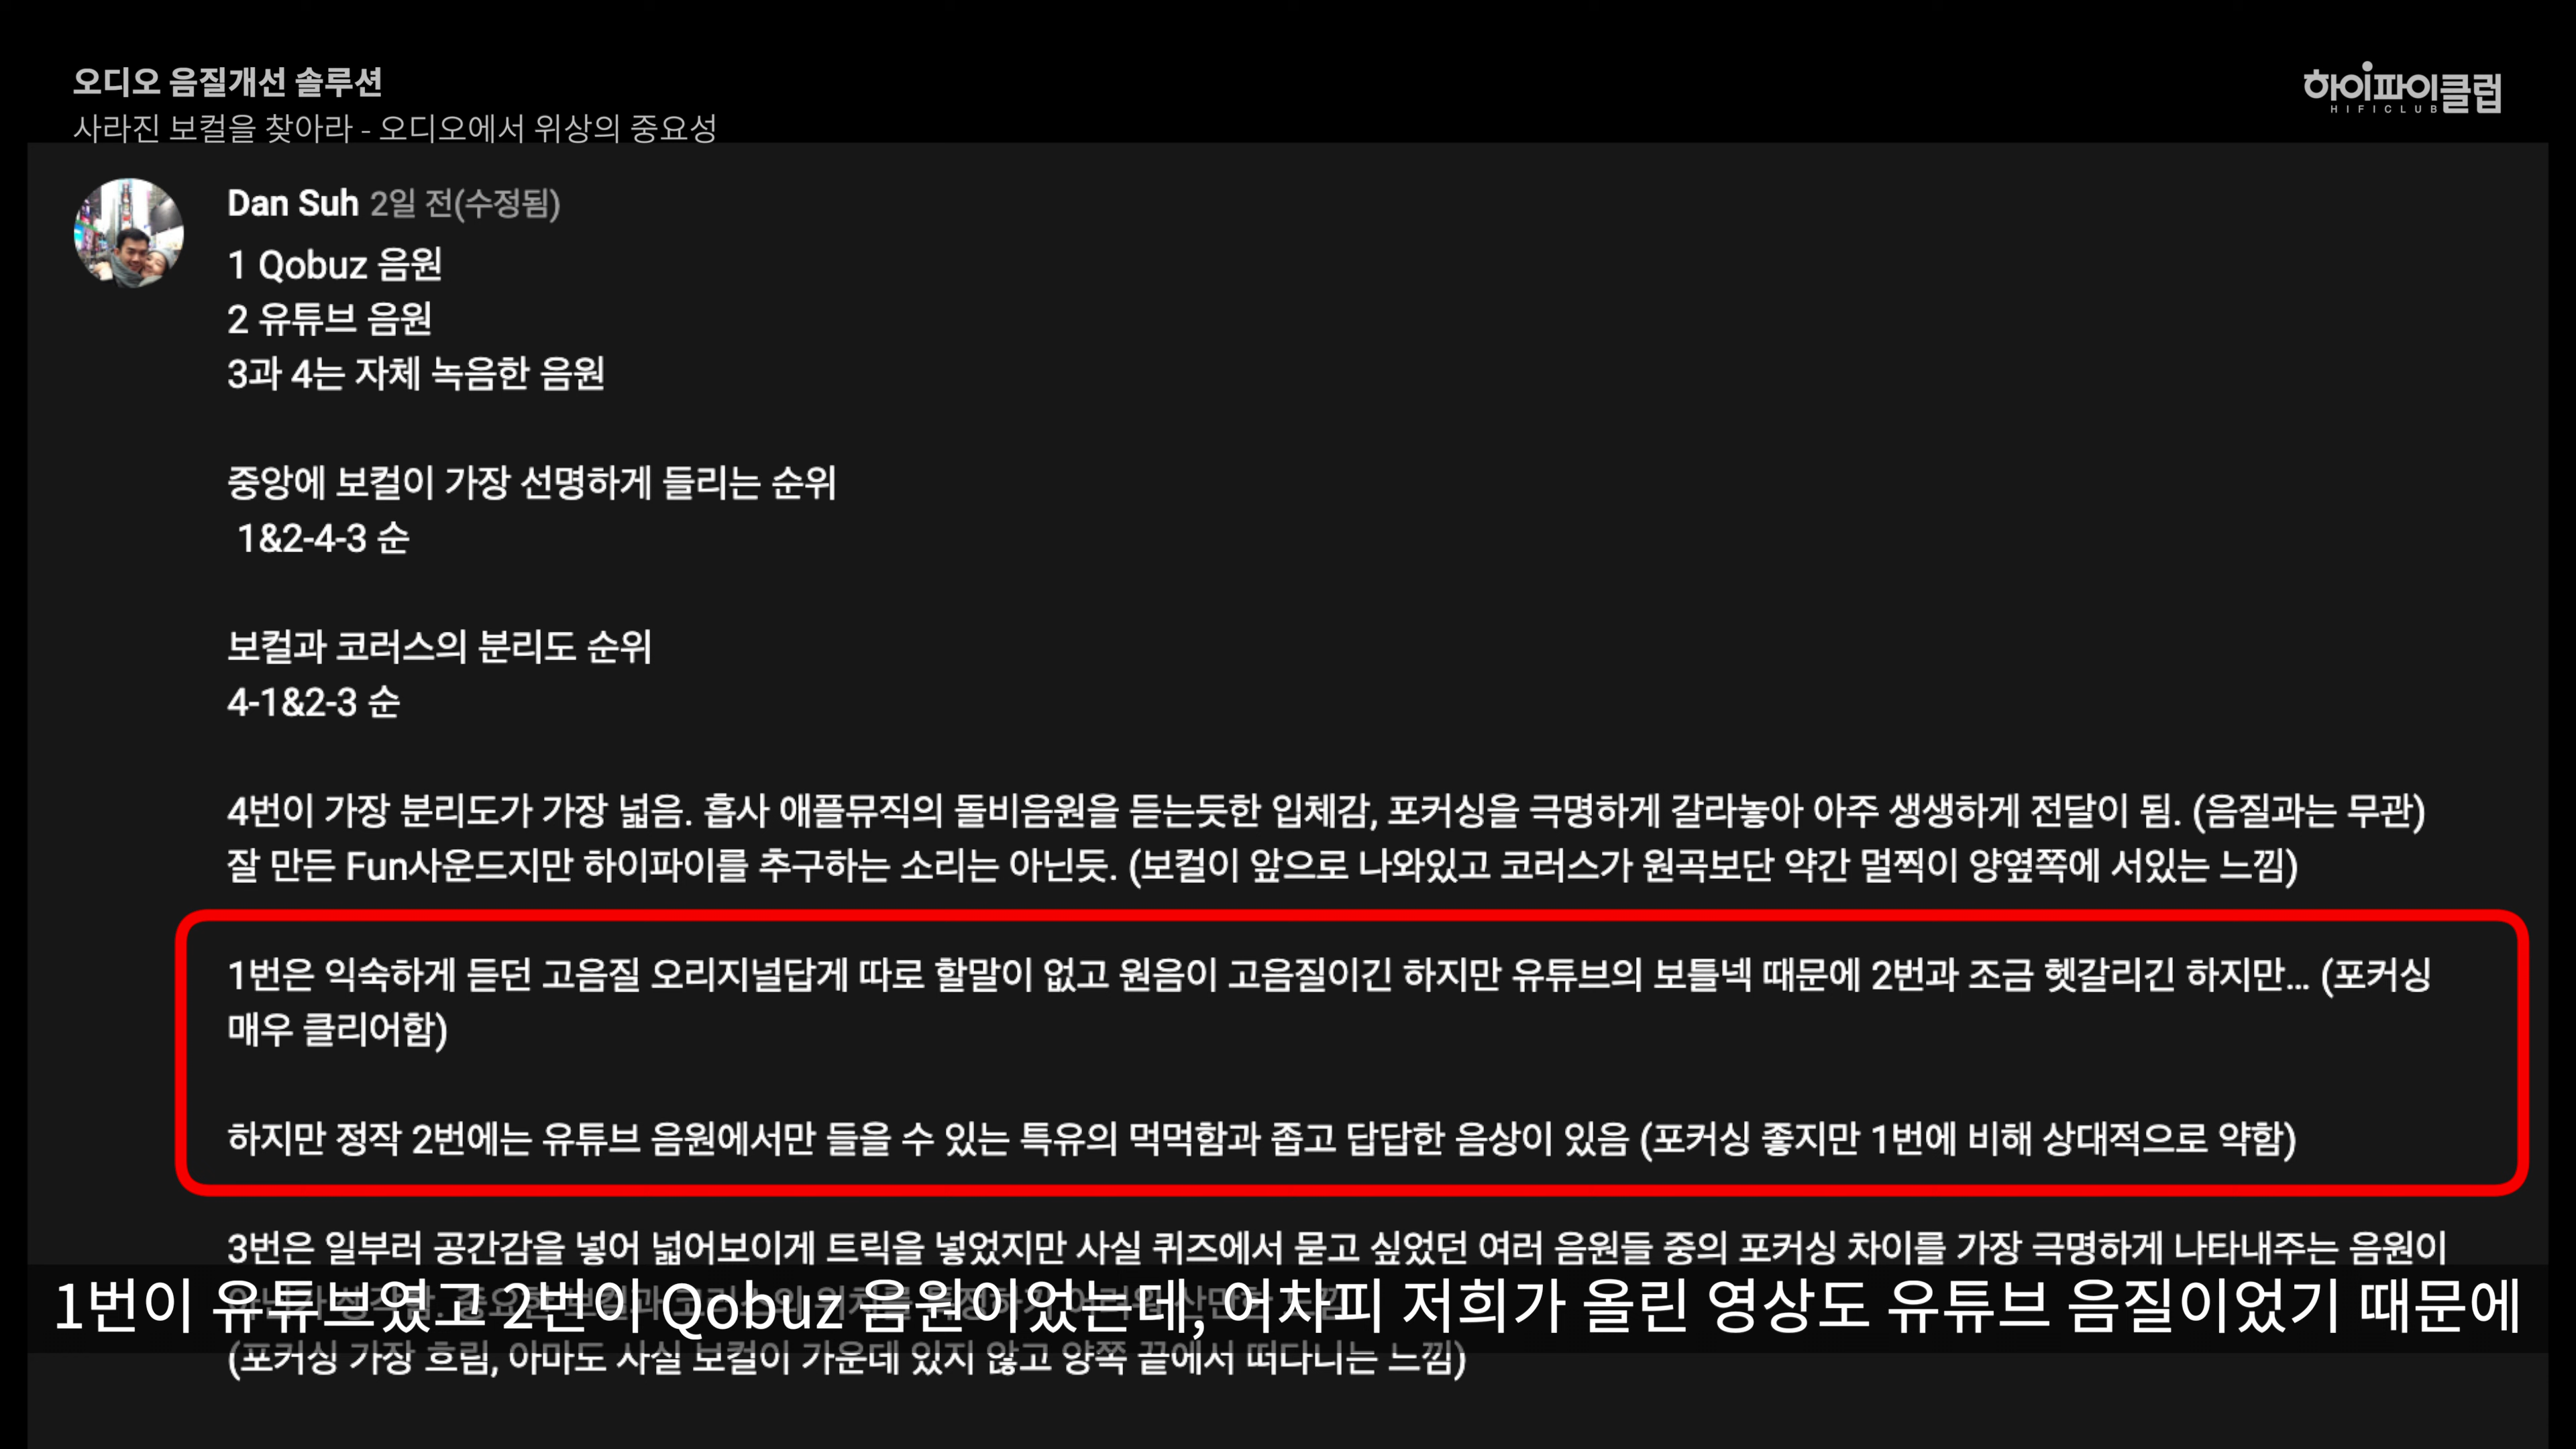 오디오 음질개선 솔루션
사라진 보컬을 찾아라 - 오디오에서 위상의 중요성
하이파이클럽
HIFICLUB
Dan Suh 2일 전(수정됨)
1 Qobuz 음원
2 유튜브 음원
3과 4는 자체 녹음한 음원
중앙에 보컬이 가장 선명하게 들리는 순위
1&2-4-3 순
보컬과 코러스의 분리도 순위
4-1&2-3 순
4번이 가장 분리도가 가장 넓음. 흡사 애플뮤직의 돌비음원을 듣는듯한 입체감, 포커싱을 극명하게 갈라놓아 아주 생생하게 전달이 됨. (음질과는 무관)
잘 만든 Fun사운드지만 하이파이를 추구하는 소리는 아닌듯. (보컬이 앞으로 나와있고 코러스가 원곡보단 약간 멀찍이 양옆쪽에 서있는 느낌)
1번은 익숙하게 듣던 고음질 오리지널답게 따로 할말이 없고 원음이 고음질이긴 하지만 유튜브의 보틀넥 때문에 2번과 조금 헷갈리긴 하지만... (포커싱
매우 클리어함)
하지만 정작 2번에는 유튜브 음원에서만 들을 수 있는 특유의 먹먹함과 좁고 답답한 음상이 있음 (포커싱 좋지만 1번에 비해 상대적으로 약함)
3번은 일부러 공간감을 넣어 넓어보이게 트릭을 넣었지만 사실 퀴즈에서 묻고 싶었던 여러 음원들 중의 포커싱 차이를 가장 극명하게 나타내주는 음원이
1번이 유튜브였고 2번이 Qobuz 음원이었는데, 어차피 저희가 올린 영상도 유튜브 음질이었기 때문에
(포커싱 가장 흐림, 아마도 사실 보컬이 가운데 있지 않고 양쪽 끝에서 떠다니는 느낌)